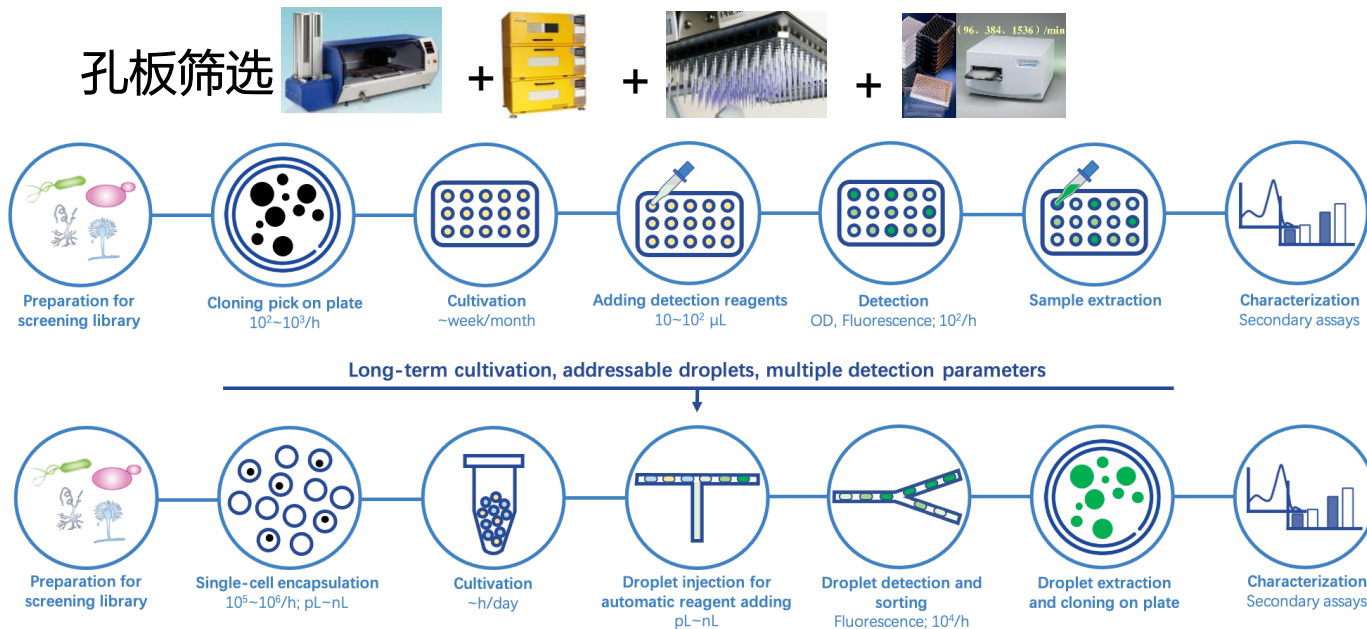 孔板筛选
+
+
+
(96、384、1536)/min
Preparation for
screening library
Cloning pick on plate
10²~10³/h
Cultivation
~week/month
Adding detection reagents
10~10² μL
Detection
OD, Fluorescence; 10²/h
Sample extraction
Characterization
Secondary assays
Long-term cultivation, addressable droplets, multiple detection parameters
Preparation for
screening library
Single-cell encapsulation
10⁵~10⁶/h; pL~nL
Cultivation
~h/day
Droplet injection for
automatic reagent adding
pL~nL
Droplet detection and
sorting
Fluorescence; 10⁴/h
Droplet extraction
and cloning on plate
Characterization
Secondary assays